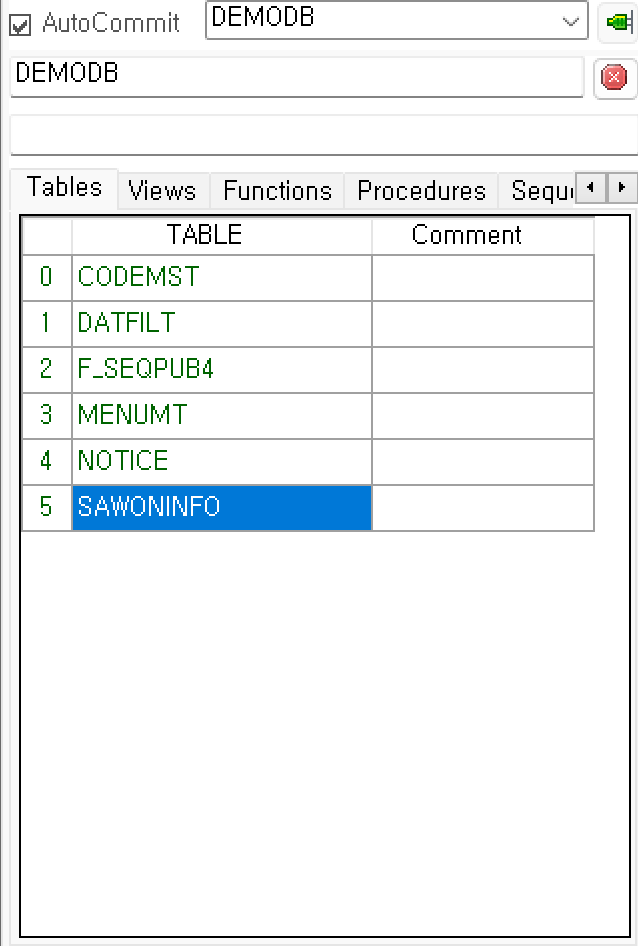 AutoCommit DEMODB
DEMODB
Tables Views Functions Procedures Sequ
TABLE Comment
0 CODEMST
1 DATFILT
2 F_SEQPUB4
3 MENUMT
4 NOTICE
5 SAWONINFO